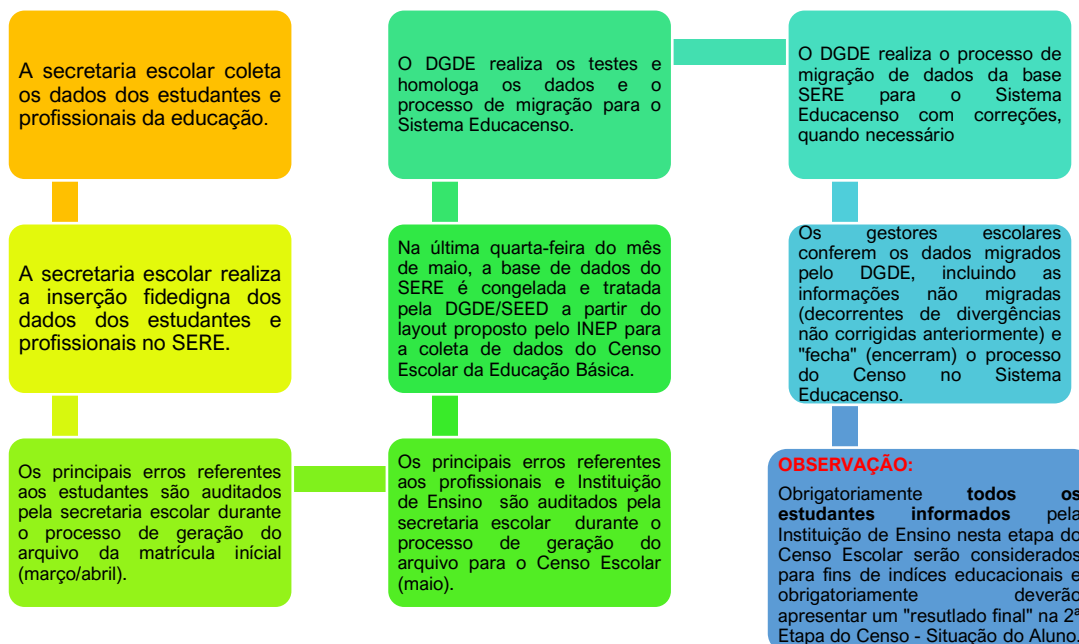 A secretaria escolar coleta
os dados dos estudantes e
profissionais da educação.
A secretaria escolar realiza
a inserção fidedigna dos
dados dos estudantes e
profissionais no SERE.
Os principais erros referentes
aos estudantes são auditados
pela secretaria escolar durante
o processo de geração do
arquivo da matrícula inícial
(março/abril).
Os principais erros referentes
aos profissionais e Instituição
de Ensino são auditados pela
secretaria escolar durante o
processo de geração do
arquivo para o Censo Escolar
(maio).
Na última quarta-feira do mês
de maio, a base de dados do
SERE é congelada e tratada
pela DGDE/SEED a partir do
layout proposto pelo INEP para
a coleta de dados do Censo
Escolar da Educação Básica.
O DGDE realiza os testes e
homologa os dados e o
processo de migração para o
Sistema Educacenso.
O DGDE realiza o processo de
migração de dados da base
SERE para o Sistema
Educacenso com correções,
quando necessário
Os gestores escolares
conferem os dados migrados
pelo DGDE, incluindo as
informações não migradas
(decorrentes de divergências
não corrigidas anteriormente) e
"fecha" (encerram) o processo
do Censo no Sistema
Educacenso.
OBSERVAÇÃO:
Obrigatoriamente todos os
estudantes informados pela
Instituição de Ensino nesta etapa do
Censo Escolar serão considerados
para fins de indíces educacionais e
obrigatoriamente deverão
apresentar um "resutlado final" na 2ª
Etapa do Censo - Situação do Aluno.